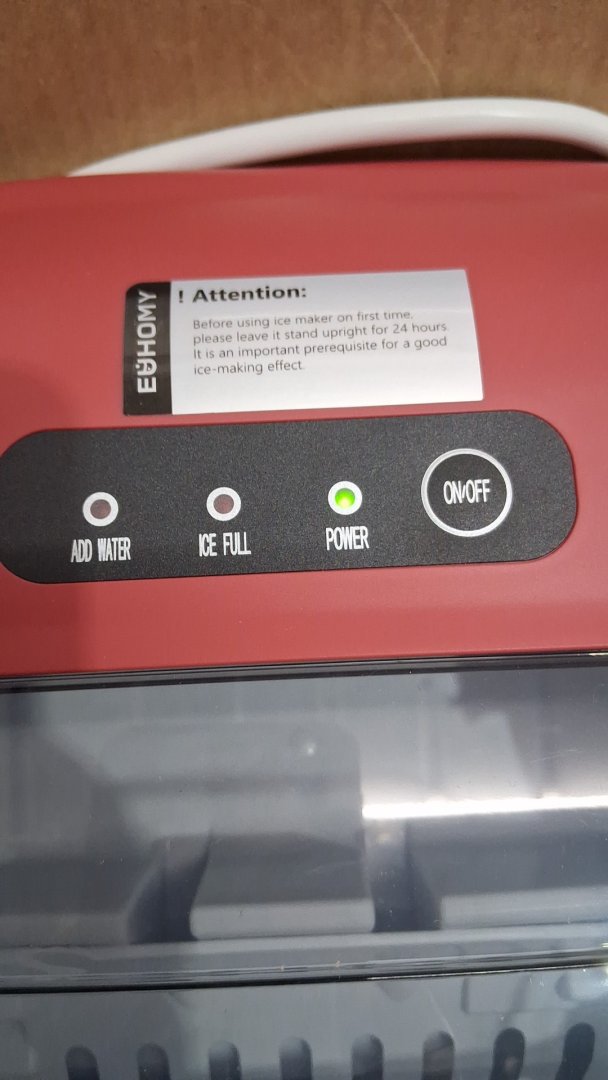 EUHOMY
! Attention:
Before using ice maker on first time,
please leave it stand upright for 24 hours.
It is an important prerequisite for a good
ice-making effect.
ADD WATER
ICE FULL
POWER
ON/OFF